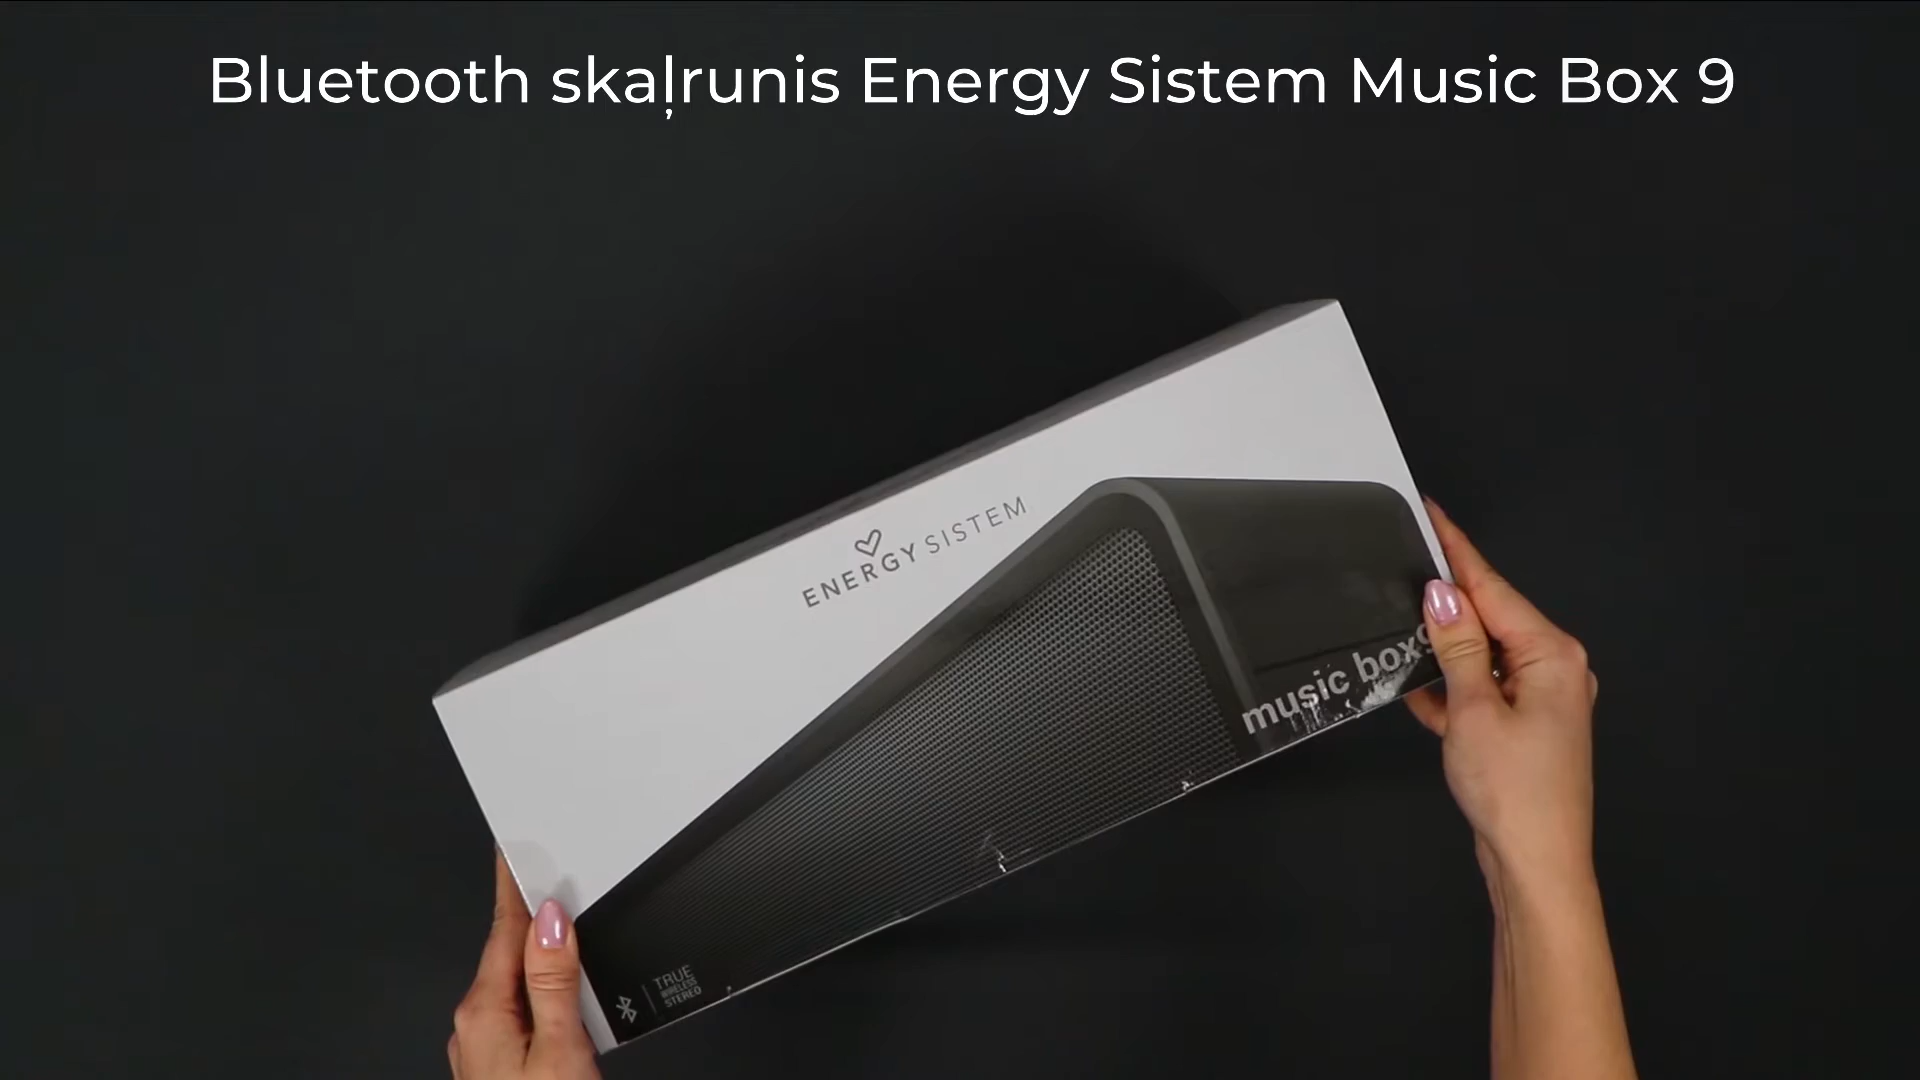 Bluetooth skaļrunis Energy Sistem Music Box 9
ENERGY SISTEM
music box9
TRUE
WIRELESS
STEREO